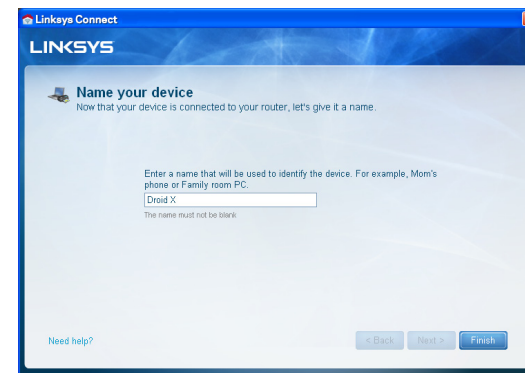 Linksys Connect
LINKSYS
Name your device
Now that your device is connected to your router, let's give it a name.
Enter a name that will be used to identify the device. For example, Mom's
phone or Family room PC.
Droid X
The name must not be blank
Need help?
< Back Next > Finish